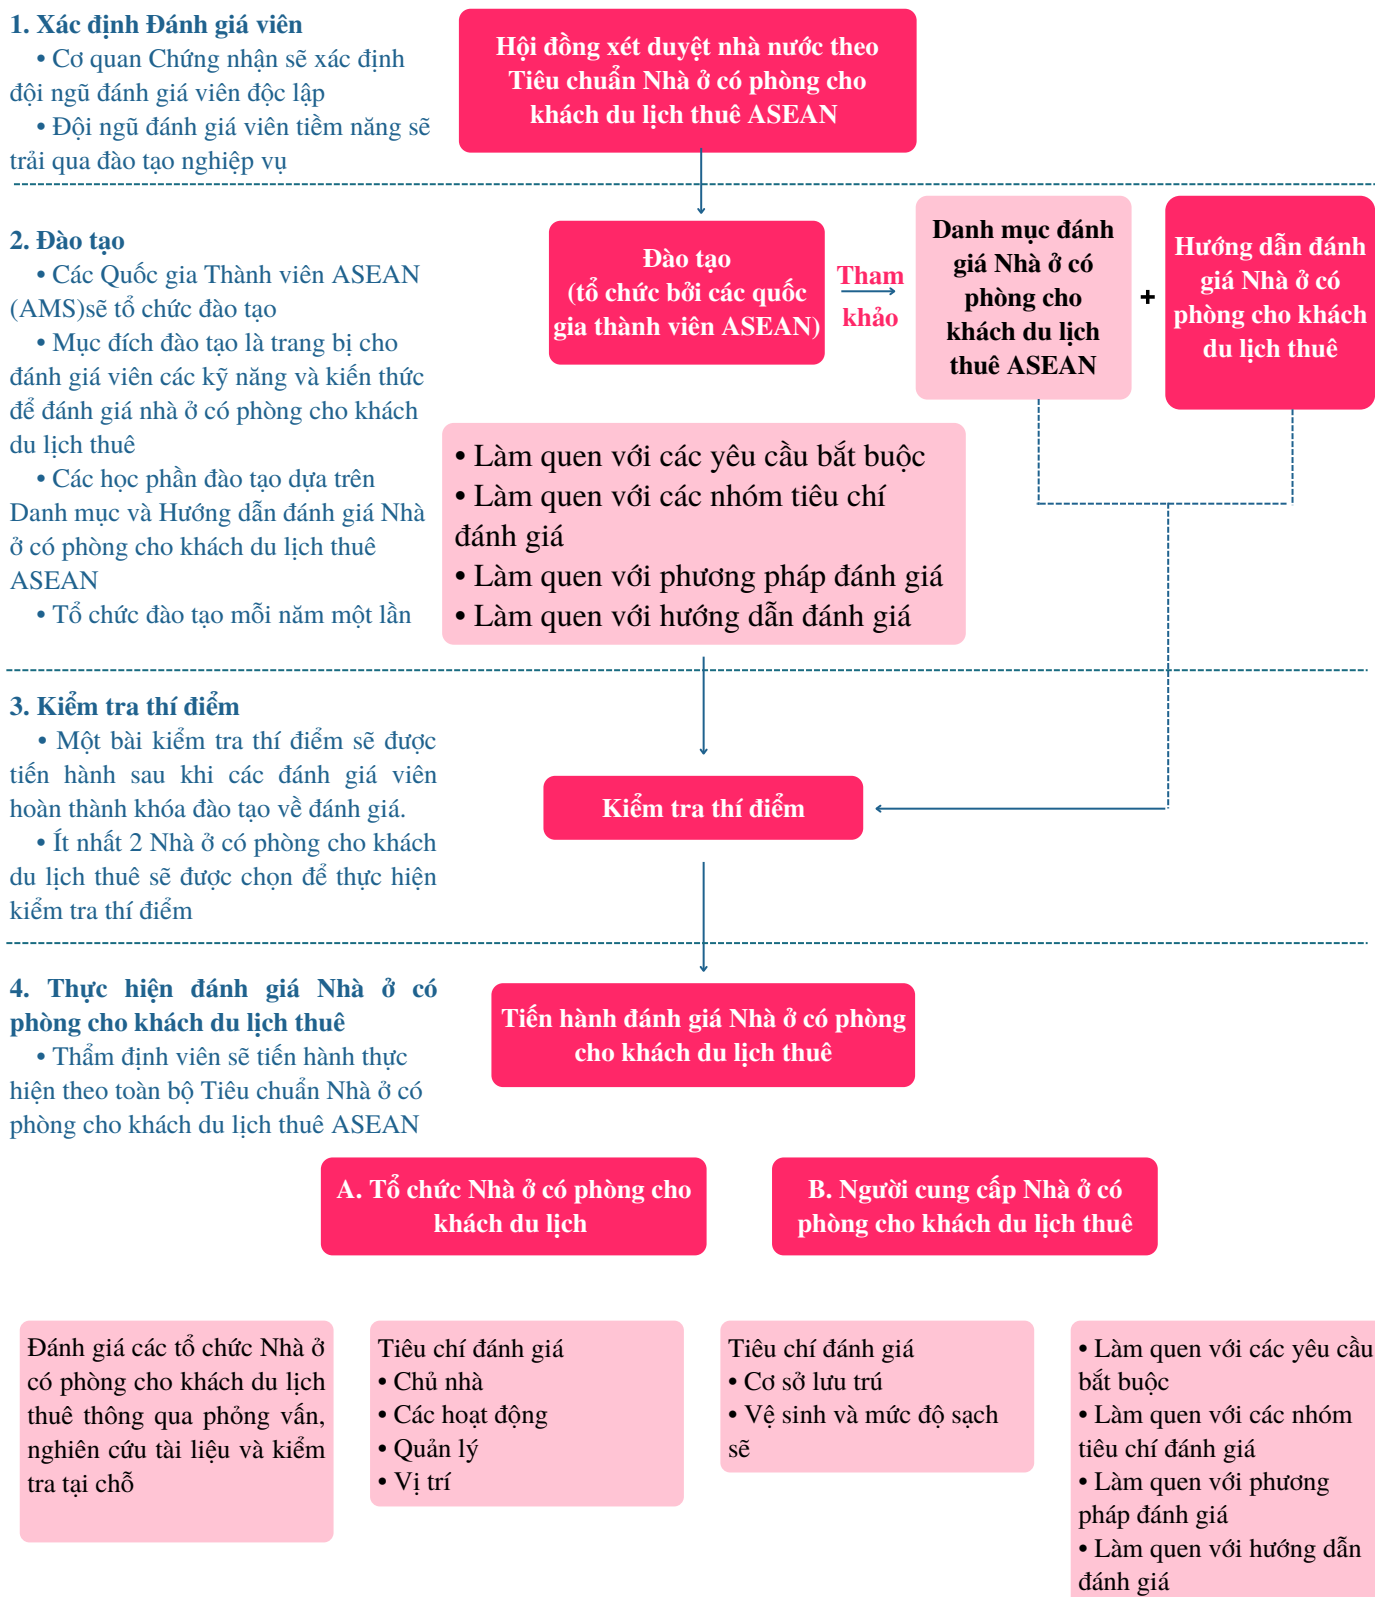 1. Xác định Đánh giá viên
• Cơ quan Chứng nhận sẽ xác định
đội ngũ đánh giá viên độc lập
• Đội ngũ đánh giá viên tiềm năng sẽ
trải qua đào tạo nghiệp vụ
Hội đồng xét duyệt nhà nước theo
Tiêu chuẩn Nhà ở có phòng cho
khách du lịch thuê ASEAN
2. Đào tạo
• Các Quốc gia Thành viên ASEAN
(AMS)sẽ tổ chức đào tạo
• Mục đích đào tạo là trang bị cho
đánh giá viên các kỹ năng và kiến thức
để đánh giá nhà ở có phòng cho khách
du lịch thuê
• Các học phần đào tạo dựa trên
Danh mục và Hướng dẫn đánh giá Nhà
ở có phòng cho khách du lịch thuê
ASEAN
• Tổ chức đào tạo mỗi năm một lần
Đào tạo
(tổ chức bởi các quốc
gia thành viên ASEAN)
Tham
khảo
Danh mục đánh
giá Nhà ở có
phòng cho
khách du lịch
thuê ASEAN
+
Hướng dẫn đánh
giá Nhà ở có
phòng cho khách
du lịch thuê
• Làm quen với các yêu cầu bắt buộc
• Làm quen với các nhóm tiêu chí
đánh giá
• Làm quen với phương pháp đánh giá
• Làm quen với hướng dẫn đánh giá
3. Kiểm tra thí điểm
• Một bài kiểm tra thí điểm sẽ được
tiến hành sau khi các đánh giá viên
hoàn thành khóa đào tạo về đánh giá.
• Ít nhất 2 Nhà ở có phòng cho khách
du lịch thuê sẽ được chọn để thực hiện
kiểm tra thí điểm
Kiểm tra thí điểm
4. Thực hiện đánh giá Nhà ở có
phòng cho khách du lịch thuê
• Thẩm định viên sẽ tiến hành thực
hiện theo toàn bộ Tiêu chuẩn Nhà ở có
phòng cho khách du lịch thuê ASEAN
Tiến hành đánh giá Nhà ở có phòng
cho khách du lịch thuê
A. Tổ chức Nhà ở có phòng cho
khách du lịch
B. Người cung cấp Nhà ở có
phòng cho khách du lịch thuê
Đánh giá các tổ chức Nhà ở
có phòng cho khách du lịch
thuê thông qua phỏng vấn,
nghiên cứu tài liệu và kiểm
tra tại chỗ
Tiêu chí đánh giá
• Chủ nhà
• Các hoạt động
• Quản lý
• Vị trí
Tiêu chí đánh giá
• Cơ sở lưu trú
• Vệ sinh và mức độ sạch
sẽ
• Làm quen với các yêu cầu
bắt buộc
• Làm quen với các nhóm
tiêu chí đánh giá
• Làm quen với phương
pháp đánh giá
• Làm quen với hướng dẫn
đánh giá